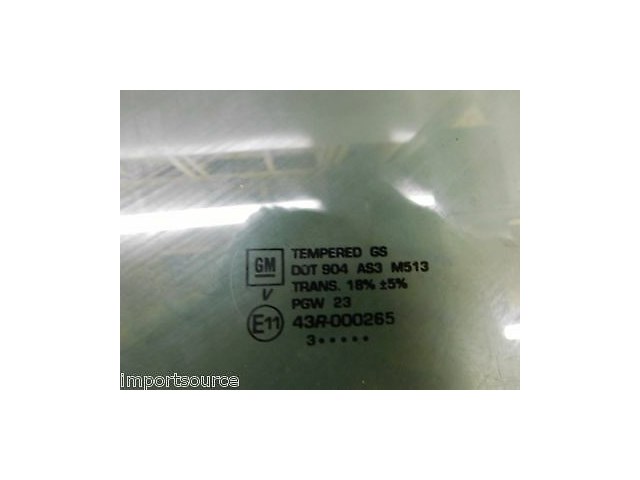 GM
TEMPERED GS
DOT 904 AS3 M513
TRANS. 18% ±5%
V
PGW 23
E11 43R-000265
3•••••
importsource